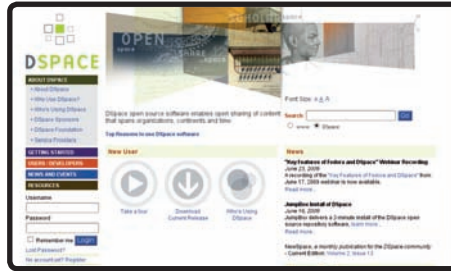 DSPACE
ABOUT DSPACE
• About DSpace
• Why Use DSpace?
• Who's Using DSpace
• DSpace Sponsors
• DSpace Foundation
• Service Providers
GETTING STARTED
USERS / DEVELOPERS
NEWS AND EVENTS
RESOURCES
Username
Password
Remember me Login
Lost Password?
No account yet? Register
OPEN
space
space
space
DSpace open source software enables open sharing of content
that spans organizations, continents and time.
Top Reasons to use DSpace software
Font Size: A A A
Search Go
www DSpace
New User
Take a tour
Download
Current Release
Who's Using
DSpace
News
"Key Features of Fedora and DSpace" Webinar Recording
June 23, 2009
A recording of the "Key Features of Fedora and DSpace" from
June 17, 2009 webinar is now available.
Read more...
JumpBox Install of DSpace
June 16, 2009
JumpBox delivers a 2-minute install of the DSpace open
source repository software, learn more...
Read more...
NewSpace, a monthly publication for the DSpace community
- Current Edition: Volume 2, Issue 13